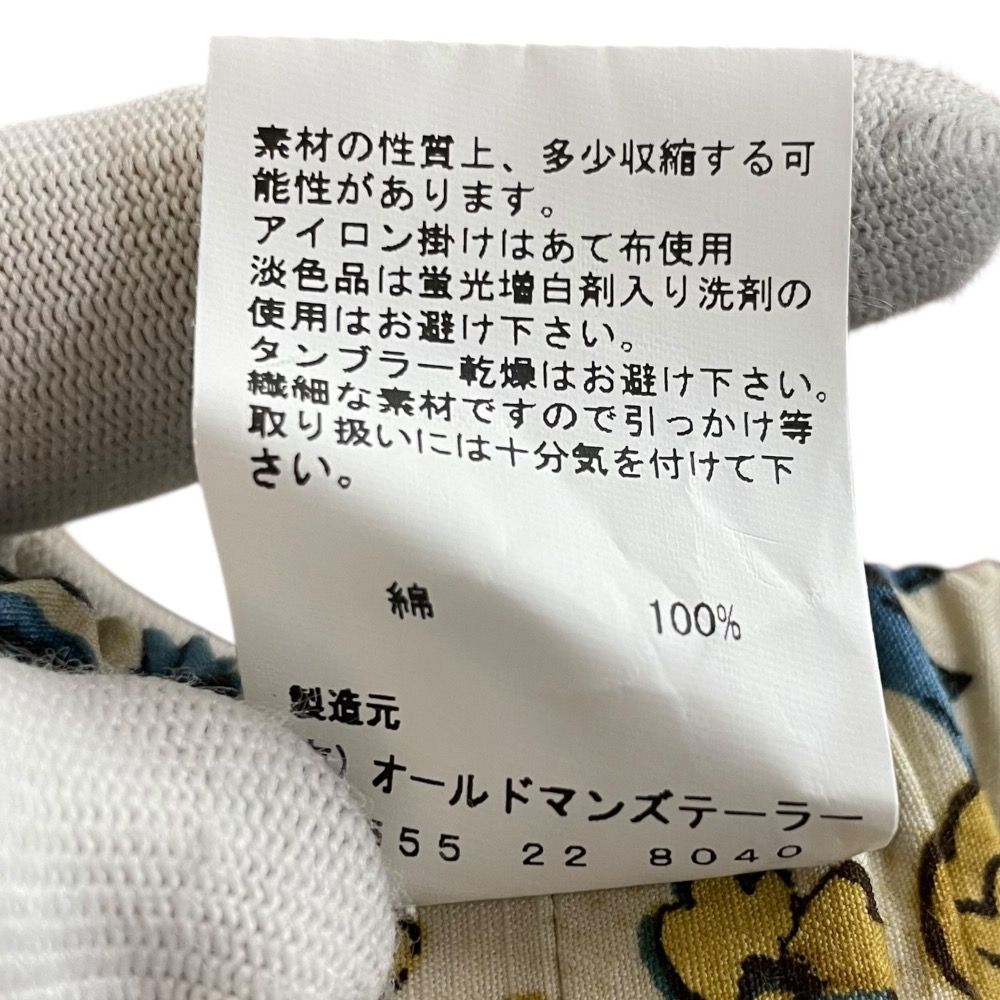 素材の性質上、多少収縮する可
能性があります。
アイロン掛けはあて布使用
淡色品は蛍光増白剤入り洗剤の
使用はお避け下さい。
タンブラー乾燥はお避け下さい。
繊細な素材ですので引っかけ等
取り扱いには十分気を付けて下
さい。
綿 100%
製造元
) オールドマンズテーラー
555 22 8040